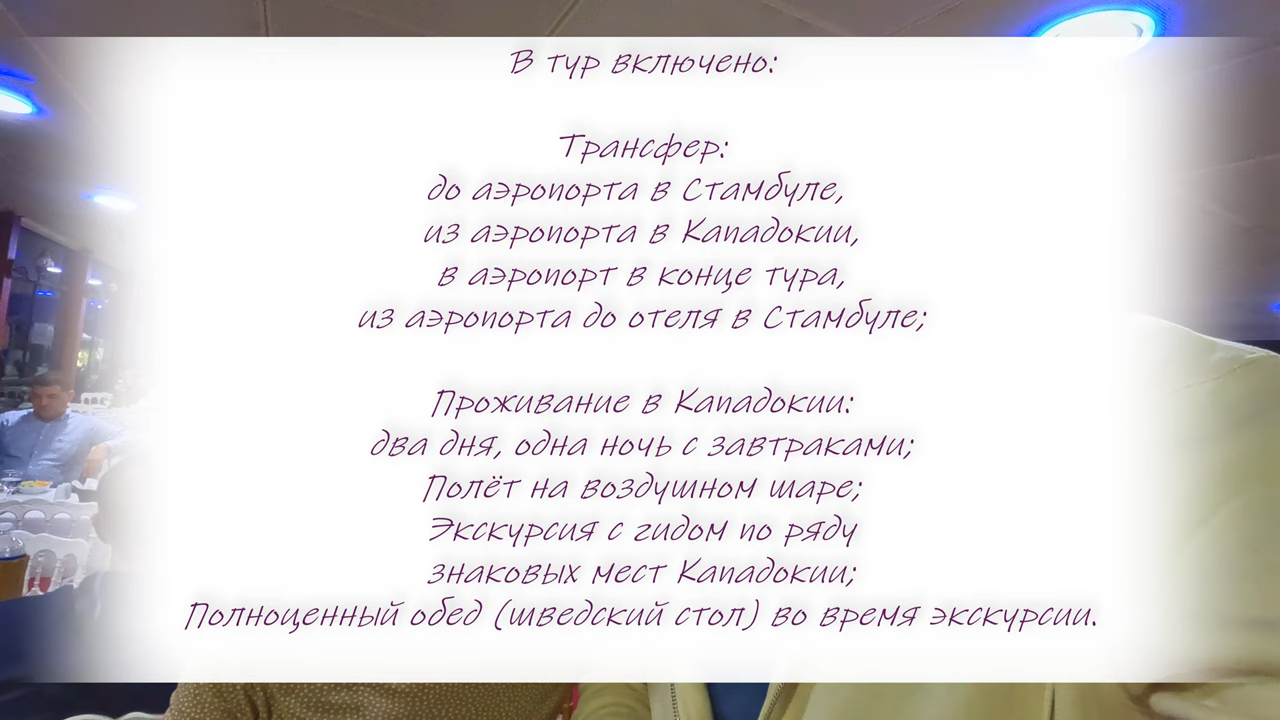 В тур включено:
Трансфер:
до аэропорта в Стамбуле,
из аэропорта в Кападокии,
в аэропорт в конце тура,
из аэропорта до отеля в Стамбуле;
Проживание в Кападокии:
два дня, одна ночь с завтраками;
Полёт на воздушном шаре;
Экскурсия с гидом по ряду
знаковых мест Кападокии;
Полноценный обед (шведский стол) во время экскурсии.